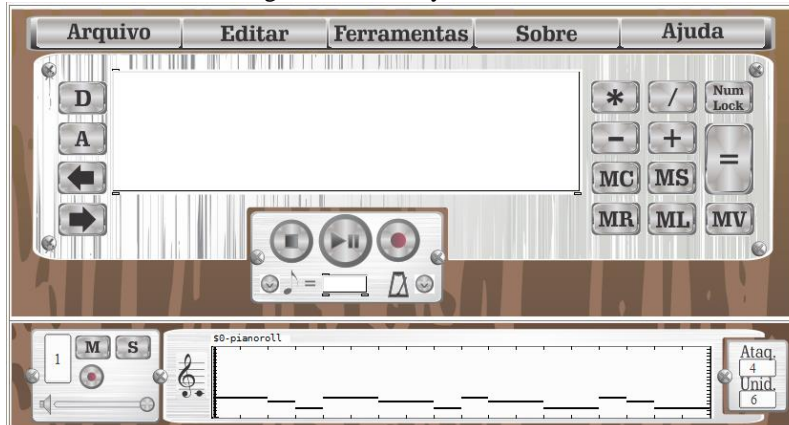 Arquivo Editar Ferramentas Sobre Ajuda
D * / Num Lock
A - + =
MC MS
MR ML MV
=
$0-pianoroll
1 M S
Ataq.
4
Unid.
6